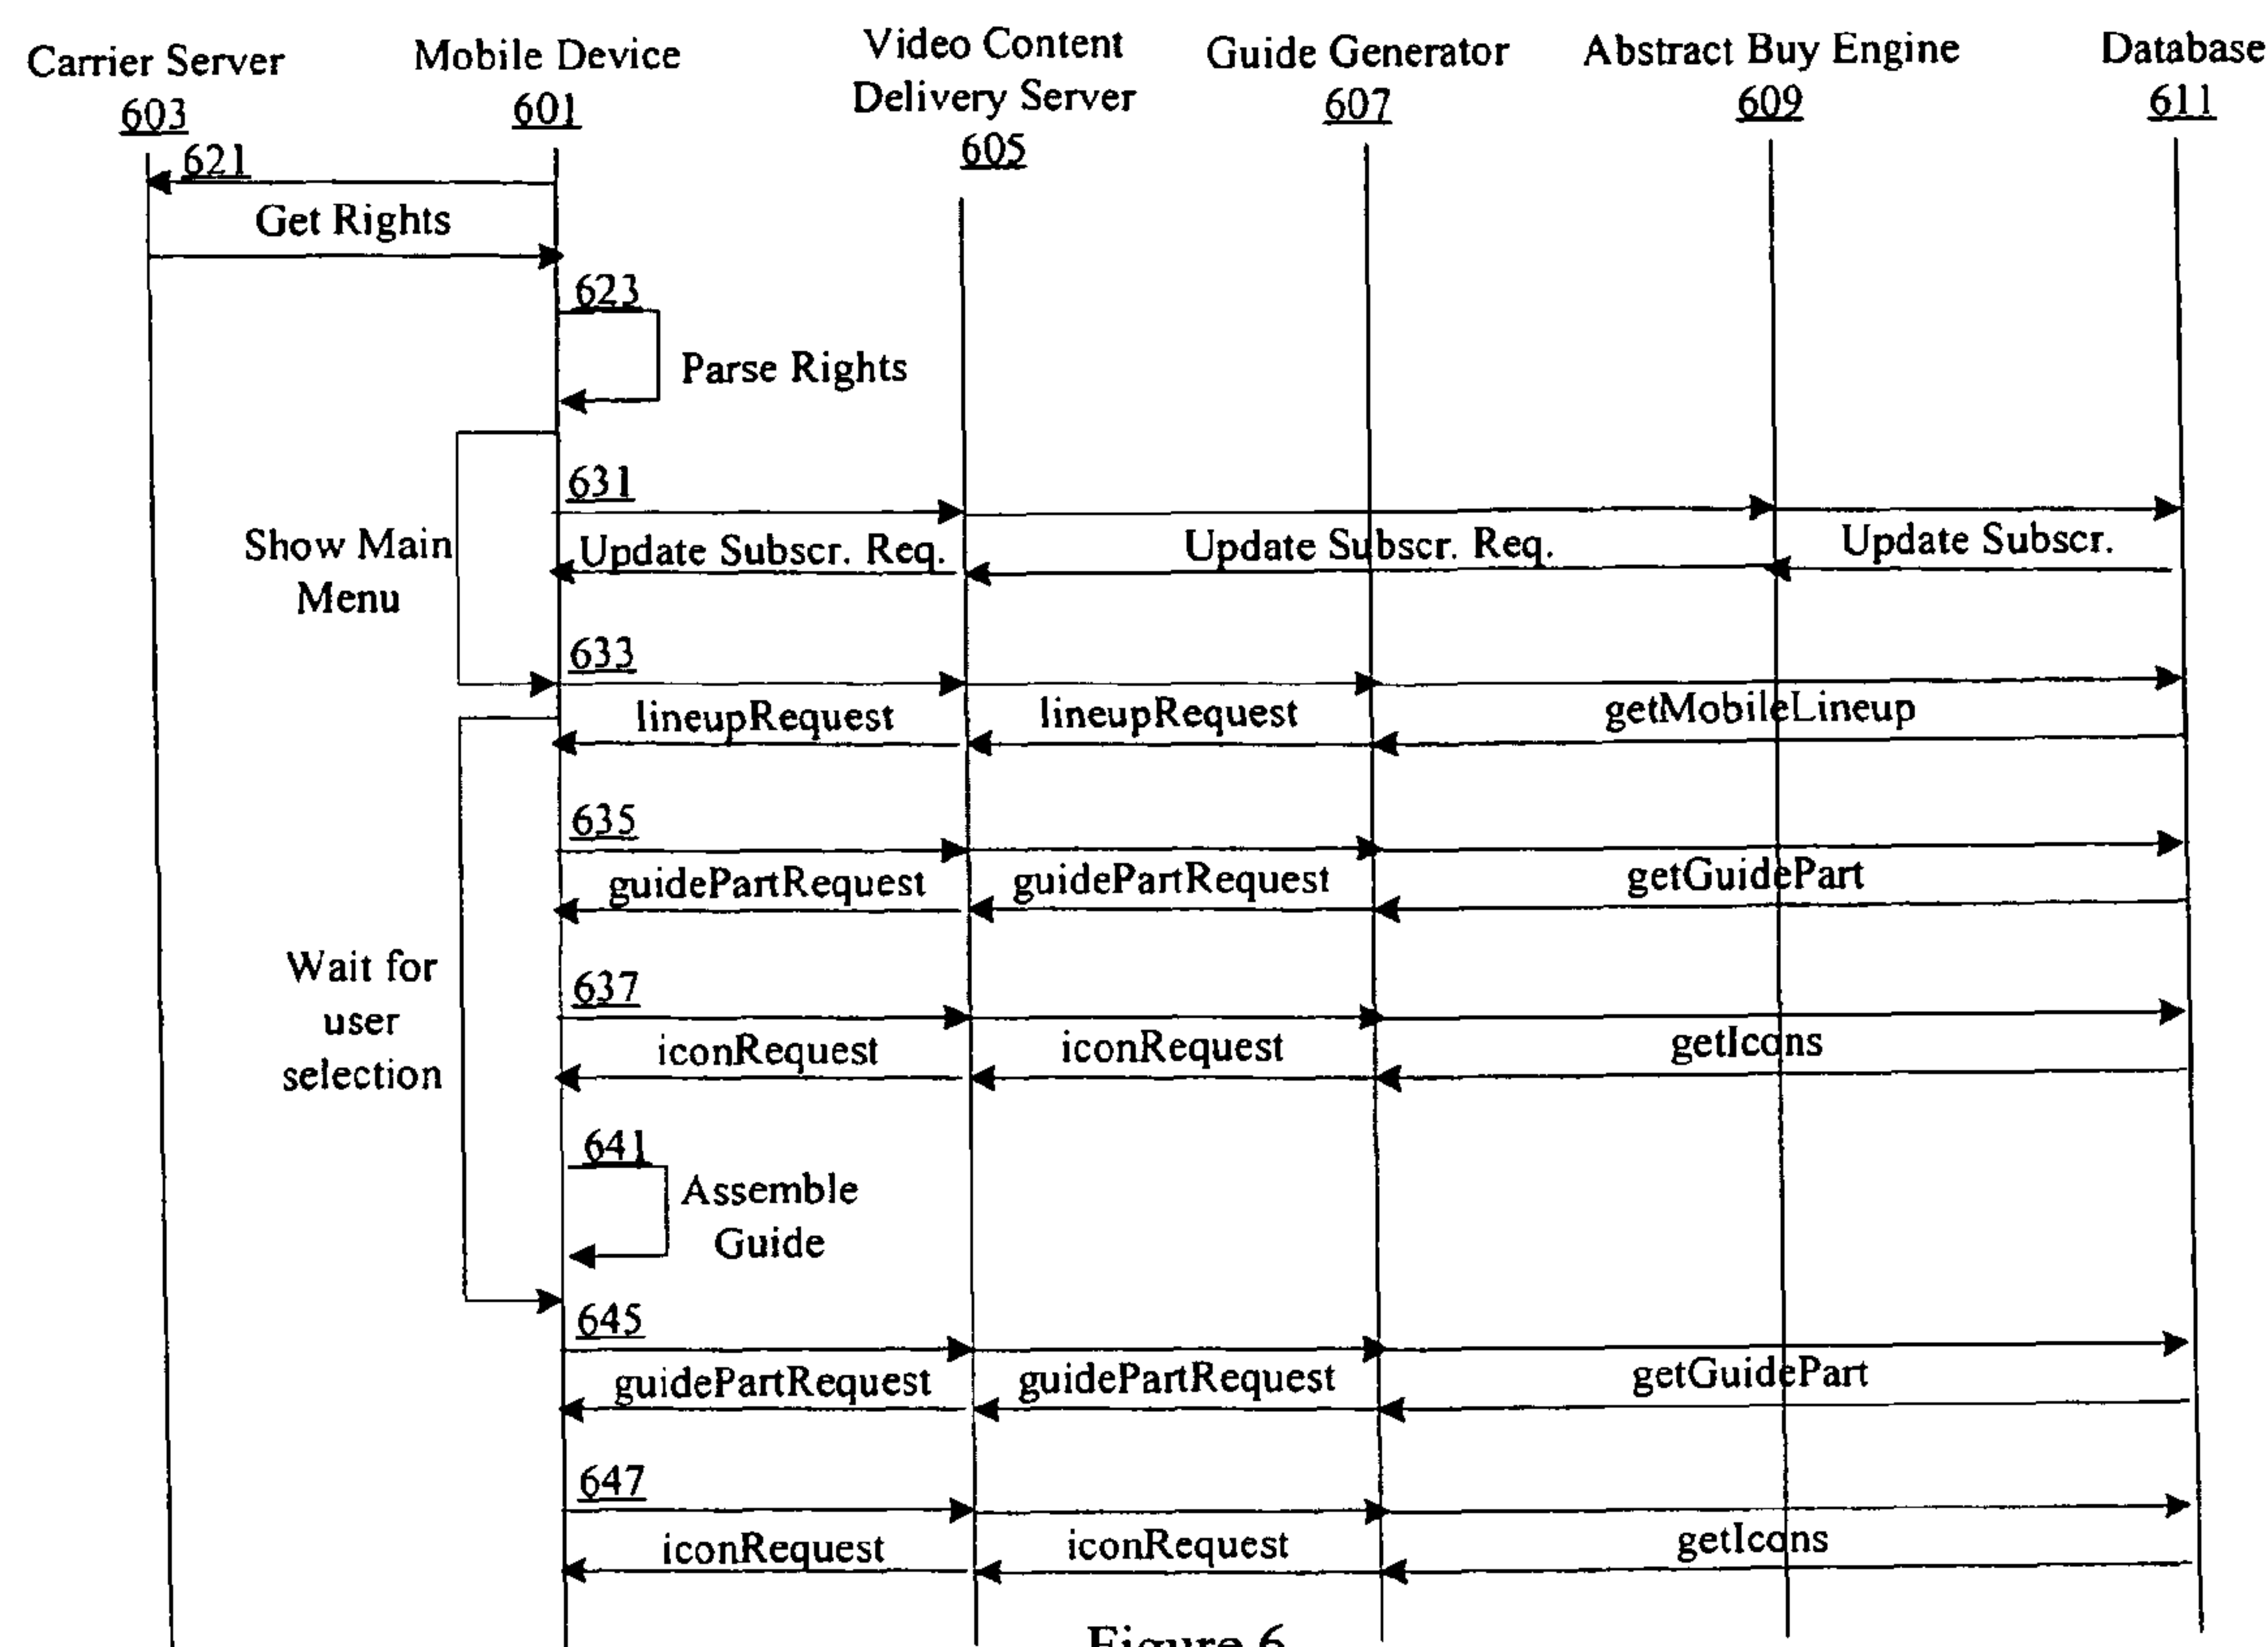 Carrier Server
603
Mobile Device
601
Video Content
Delivery Server
605
Guide Generator
607
Abstract Buy Engine
609
Database
611
621
Get Rights
623
Parse Rights
Show Main
Menu
631
Update Subscr. Req.
Update Subscr. Req.
Update Subscr.
633
lineupRequest
lineupRequest
getMobileLineup
Wait for
user
selection
635
guidePartRequest
guidePartRequest
getGuidePart
637
iconRequest
iconRequest
getIcons
641
Assemble
Guide
645
guidePartRequest
guidePartRequest
getGuidePart
647
iconRequest
iconRequest
getIcons
Figure 6